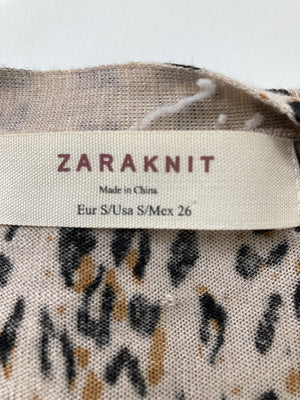 ZARAKNIT
Made in China
Eur S/Usa S/Mex 26